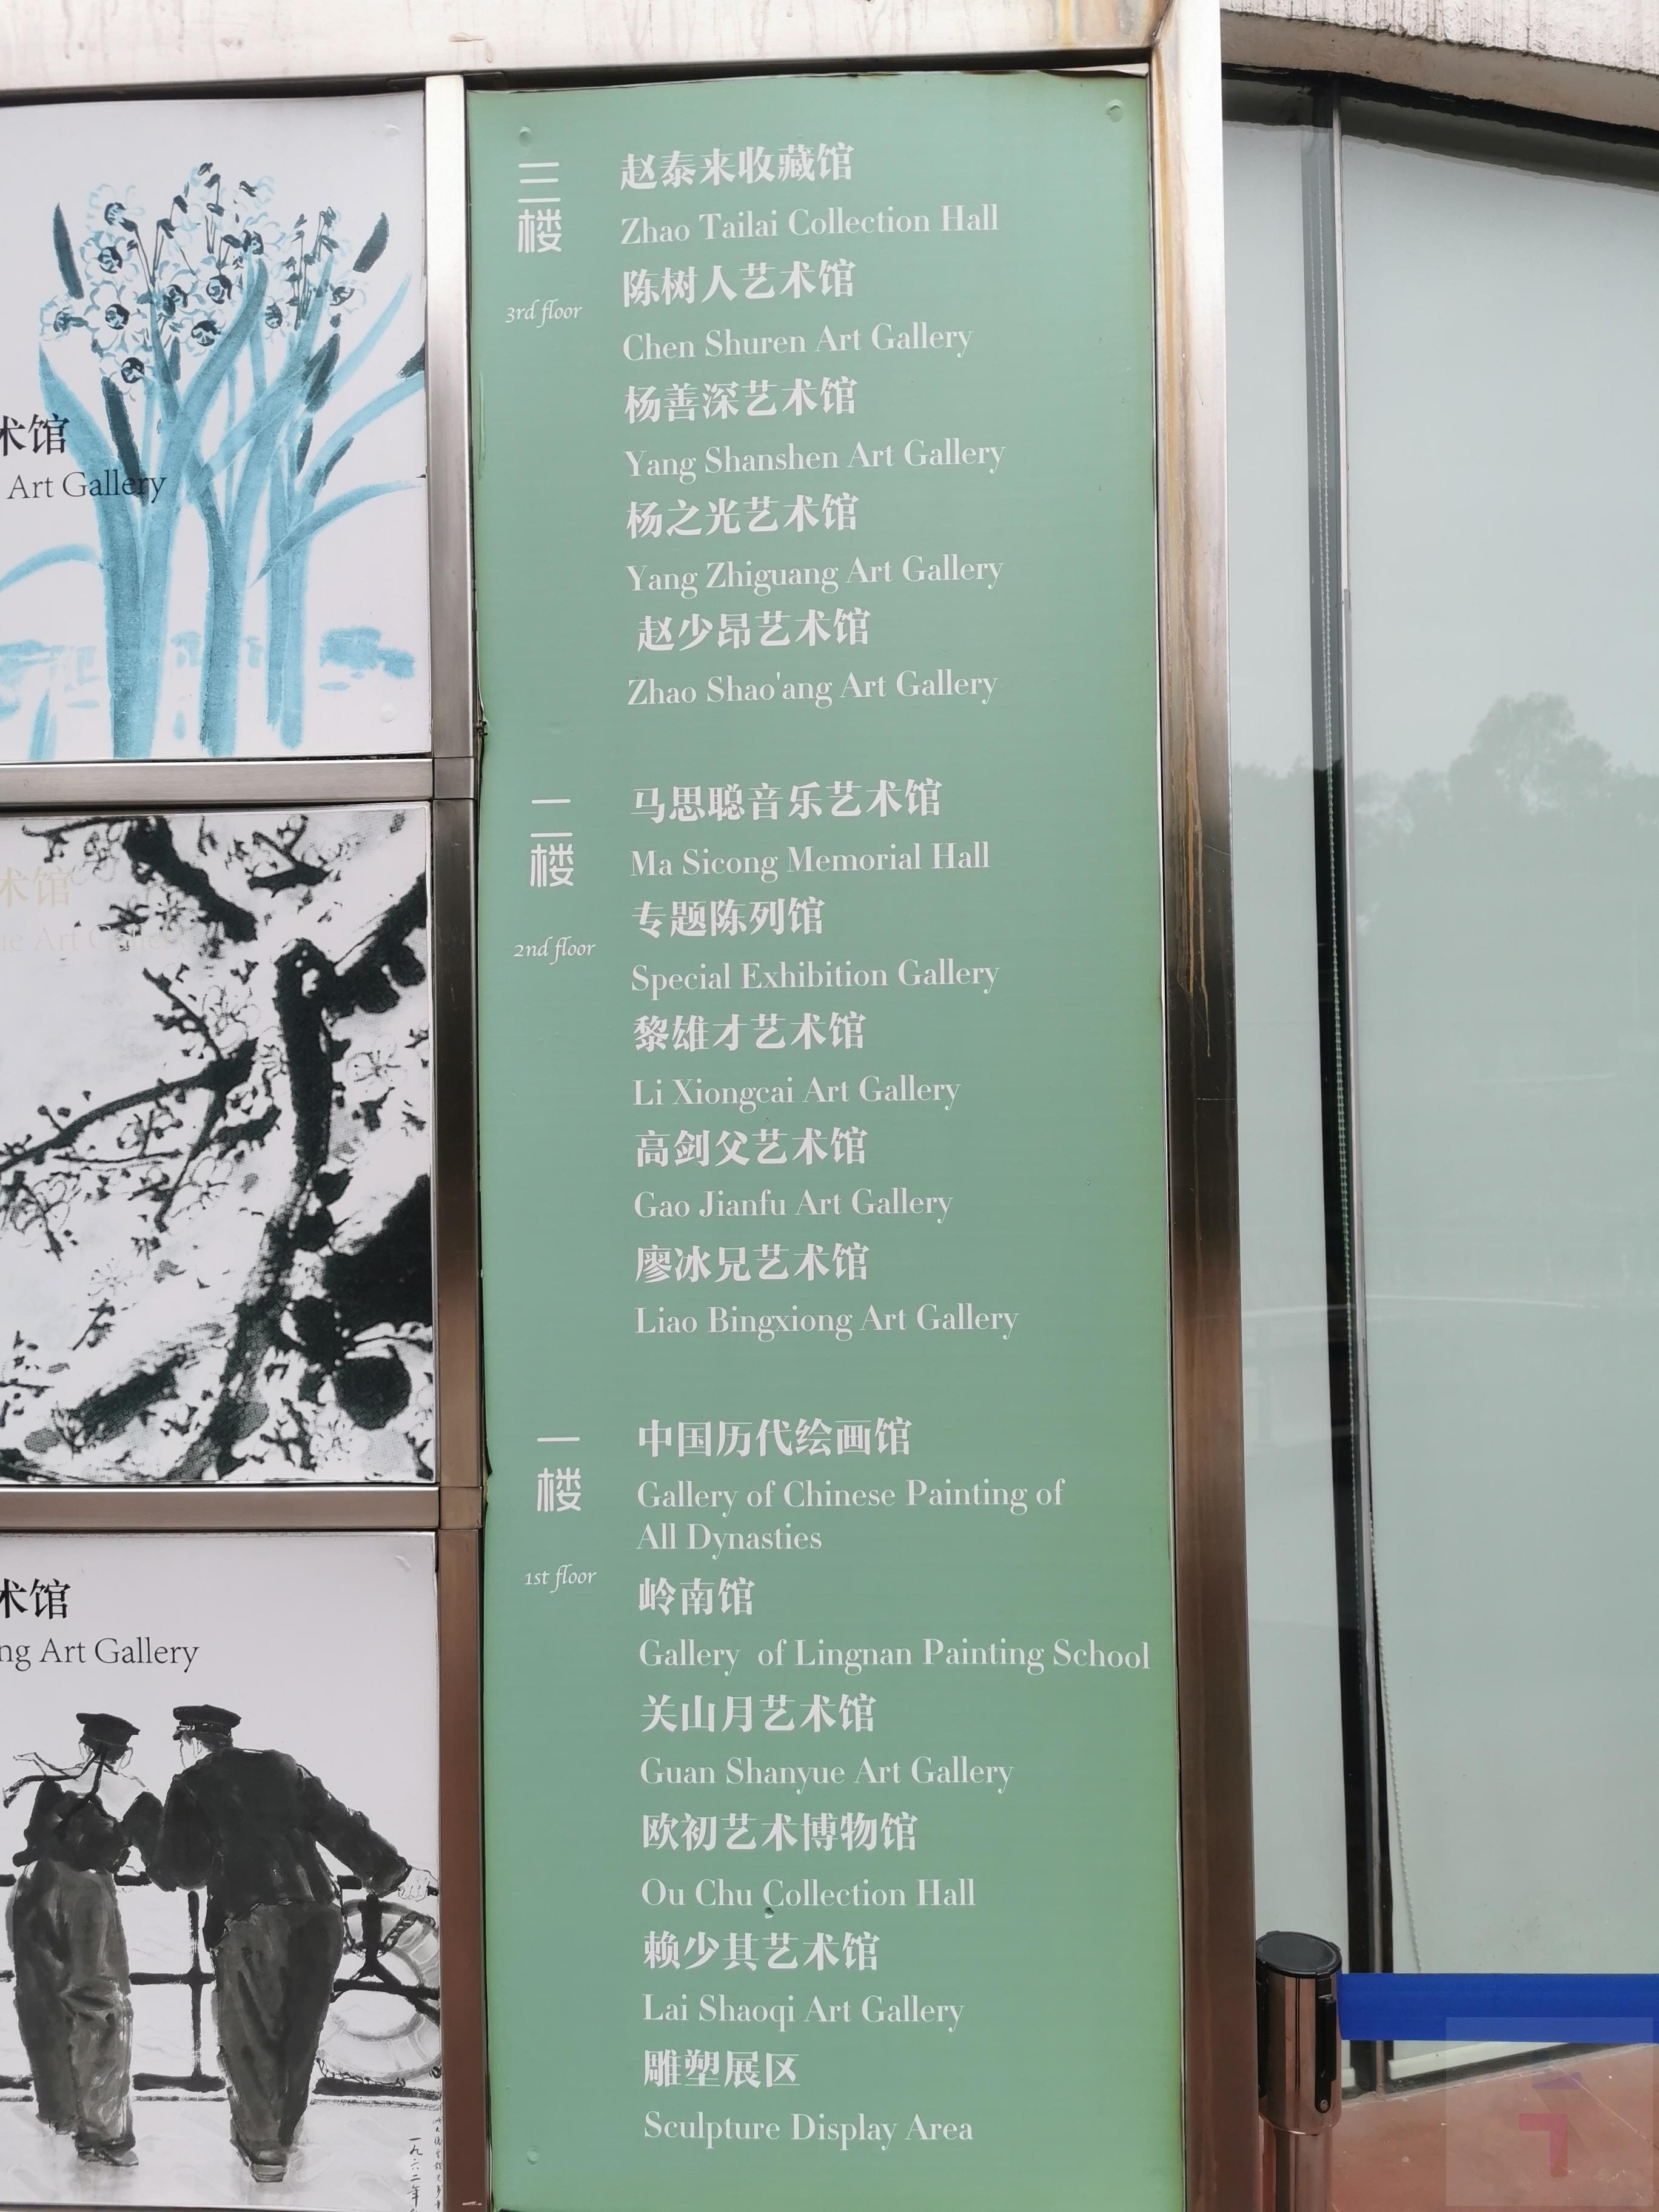 术馆
Art Gallery
术馆
ue Art Gallery
术馆
ng Art Gallery
一九六二年
三楼
3rd floor
赵泰来收藏馆
Zhao Tailai Collection Hall
陈树人艺术馆
Chen Shuren Art Gallery
杨善深艺术馆
Yang Shanshen Art Gallery
杨之光艺术馆
Yang Zhiguang Art Gallery
赵少昂艺术馆
Zhao Shao'ang Art Gallery
二楼
2nd floor
马思聪音乐艺术馆
Ma Sicong Memorial Hall
专题陈列馆
Special Exhibition Gallery
黎雄才艺术馆
Li Xiongcai Art Gallery
高剑父艺术馆
Gao Jianfu Art Gallery
廖冰兄艺术馆
Liao Bingxiong Art Gallery
一楼
1st floor
中国历代绘画馆
Gallery of Chinese Painting of
All Dynasties
岭南馆
Gallery of Lingnan Painting School
关山月艺术馆
Guan Shanyue Art Gallery
欧初艺术博物馆
Ou Chu Collection Hall
赖少其艺术馆
Lai Shaoqi Art Gallery
雕塑展区
Sculpture Display Area